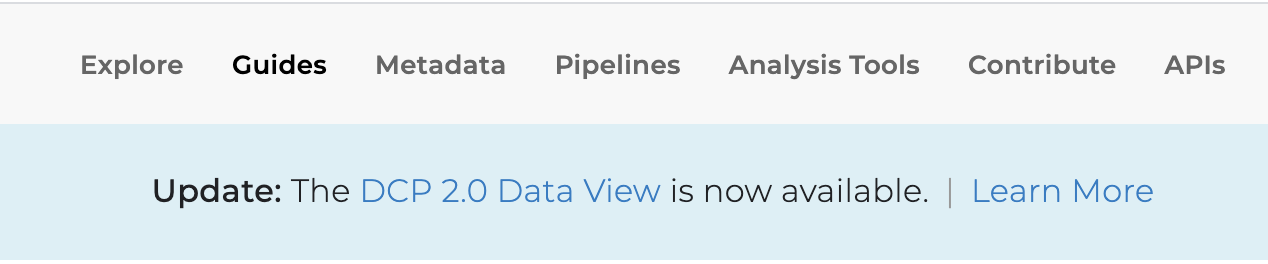 Explore Guides Metadata Pipelines Analysis Tools Contribute APIs
Update: The DCP 2.0 Data View is now available. | Learn More